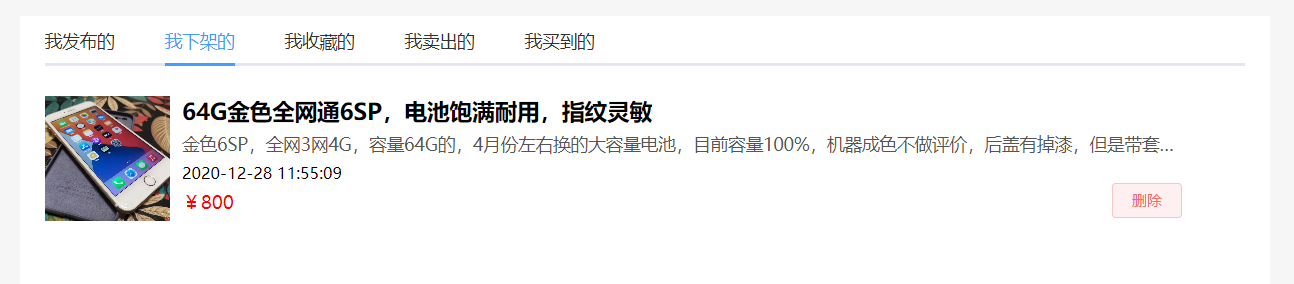 我发布的 我下架的 我收藏的 我卖出的 我买到的
64G金色全网通6SP，电池饱满耐用，指纹灵敏
金色6SP，全网3网4G，容量64G的，4月份左右换的大容量电池，目前容量100%，机器成色不做评价，后盖有掉漆，但是带套...
2020-12-28 11:55:09
￥800
删除